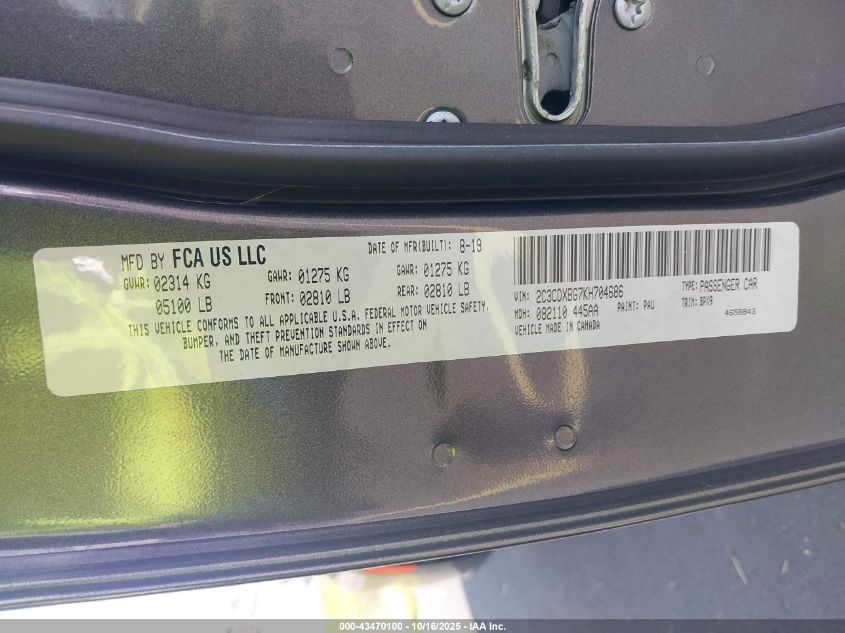 MFD BY FCA US LLC
DATE OF MFR(BUILT): 8-19
GVWR: 02314 KG
GAWR: 01275 KG
GAWR: 01275 KG
05100 LB
FRONT: 02810 LB
REAR: 02810 LB
THIS VEHICLE CONFORMS TO ALL APPLICABLE U.S.A. FEDERAL MOTOR VEHICLE SAFETY,
BUMPER, AND THEFT PREVENTION STANDARDS IN EFFECT ON
THE DATE OF MANUFACTURE SHOWN ABOVE.
VIN: 2C3CDXBG7KH704686
TYPE: PASSENGER CAR
MDH: 082110 445AA
PAINT: PAU
TRIM: BPX9
VEHICLE MADE IN CANADA
4658843
000-43470100 - 10/16/2025 - IAA Inc.